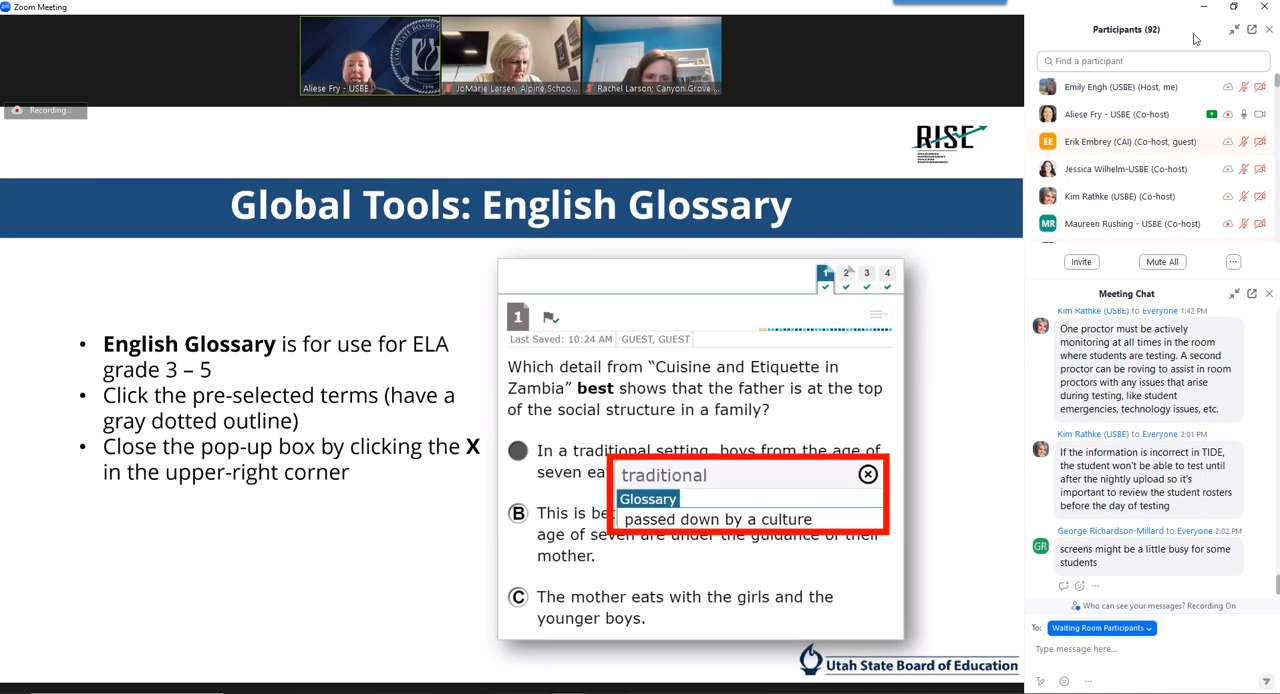 Zoom Meeting
Aliese Fry - USBE
JoMarie Larsen, Alpine Schoo...
Rachel Larson; Canyon Grove ...
Recording...
RISE
Global Tools: English Glossary
• English Glossary is for use for ELA
grade 3 – 5
• Click the pre-selected terms (have a
gray dotted outline)
• Close the pop-up box by clicking the X
in the upper-right corner
1 2 3 4
1
Last Saved: 10:24 AM GUEST, GUEST
Which detail from “Cuisine and Etiquette in
Zambia” best shows that the father is at the top
of the social structure in a family?
In a traditional setting, boys from the age of
seven ea
traditional
Glossary
passed down by a culture
B This is be
age of seven are under the guidance of their
mother.
C The mother eats with the girls and the
younger boys.
Utah State Board of Education
Participants (92)
Find a participant
Emily Engh (USBE) (Host, me)
Aliese Fry - USBE (Co-host)
EE Erik Embrey (CAI) (Co-host, guest)
Jessica Wilhelm-USBE (Co-host)
Kim Rathke (USBE) (Co-host)
MR Maureen Rushing - USBE (Co-host)
Invite
Mute All
...
Meeting Chat
Kim Rathke (USBE) to Everyone 1:42 PM
One proctor must be actively
monitoring at all times in the room
where students are testing. A second
proctor can be roving to assist in room
proctors with any issues that arise
during testing, like student
emergencies, technology issues, etc.
Kim Rathke (USBE) to Everyone 2:01 PM
If the information is incorrect in TIDE,
the student won't be able to test until
after the nightly upload so it's
important to review the student rosters
before the day of testing
George Richardson-Millard to Everyone 2:02 PM
GR
screens might be a little busy for some
students
Who can see your messages? Recording On
To: Waiting Room Participants
Type message here...